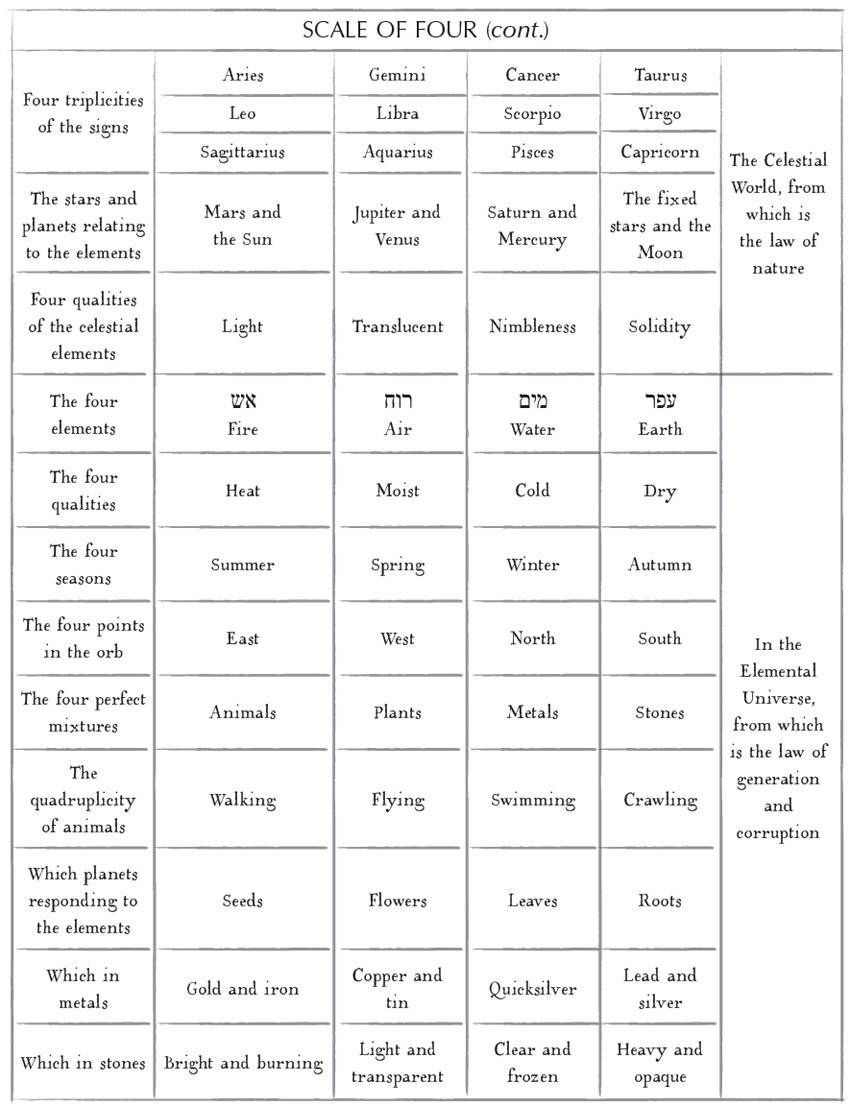 SCALE OF FOUR (cont.)
Four triplicities
of the signs
Aries
Gemini
Cancer
Taurus
Leo
Libra
Scorpio
Virgo
Sagittarius
Aquarius
Pisces
Capricorn
The Celestial
World, from
which is
the law of
nature
The stars and
planets relating
to the elements
Mars and
the Sun
Jupiter and
Venus
Saturn and
Mercury
The fixed
stars and the
Moon
Four qualities
of the celestial
elements
Light
Translucent
Nimbleness
Solidity
The four
elements
אש
Fire
רוח
Air
מים
Water
עפר
Earth
In the
Elemental
Universe,
from which
is the law of
generation
and
corruption
The four
qualities
Heat
Moist
Cold
Dry
The four
seasons
Summer
Spring
Winter
Autumn
The four points
in the orb
East
West
North
South
The four perfect
mixtures
Animals
Plants
Metals
Stones
The
quadruplicity
of animals
Walking
Flying
Swimming
Crawling
Which planets
responding to
the elements
Seeds
Flowers
Leaves
Roots
Which in
metals
Gold and iron
Copper and
tin
Quicksilver
Lead and
silver
Which in stones
Bright and burning
Light and
transparent
Clear and
frozen
Heavy and
opaque